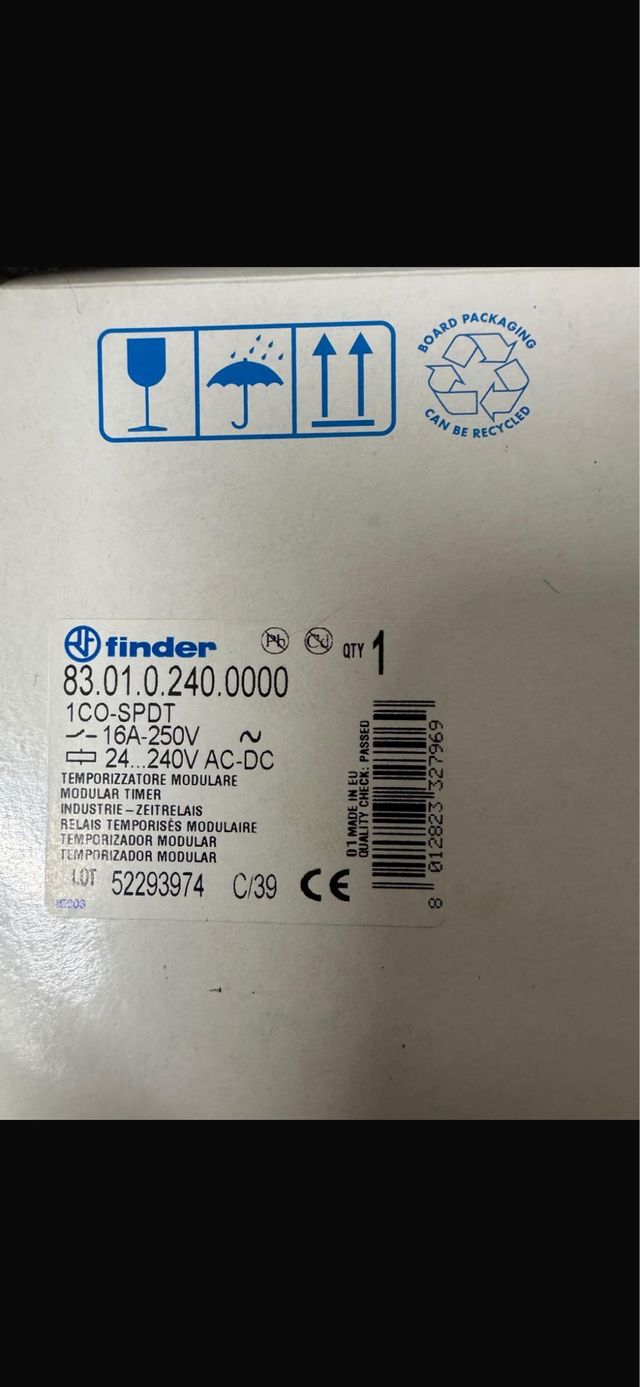 BOARD PACKAGING
CAN BE RECYCLED
finder
Pb
Cd
QTY 1
83.01.0.240.0000
1CO-SPDT
16A-250V ~
24...240V AC-DC
TEMPORIZZATORE MODULARE
MODULAR TIMER
INDUSTRIE-ZEITRELAIS
RELAIS TEMPORISÉS MODULAIRE
TEMPORIZADOR MODULAR
TEMPORIZADOR MODULAR
LOT 52293974 C/39 CE
D1 MADE IN EU
QUALITY CHECK: PASSED
8 012823 327969